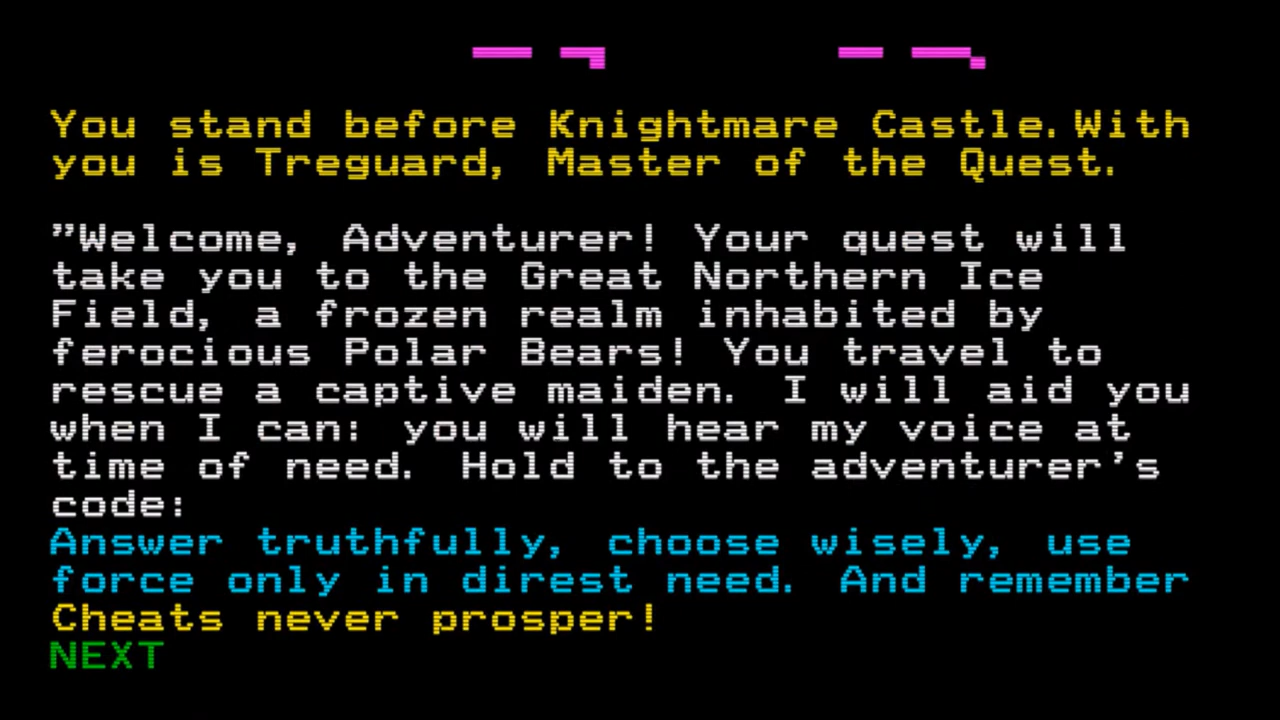 You stand before Knightmare Castle.With
you is Treguard, Master of the Quest.
"Welcome, Adventurer! Your quest will
take you to the Great Northern Ice
Field, a frozen realm inhabited by
ferocious Polar Bears! You travel to
rescue a captive maiden. I will aid you
when I can: you will hear my voice at
time of need. Hold to the adventurer's
code:
Answer truthfully, choose wisely, use
force only in direst need. And remember
Cheats never prosper!
NEXT